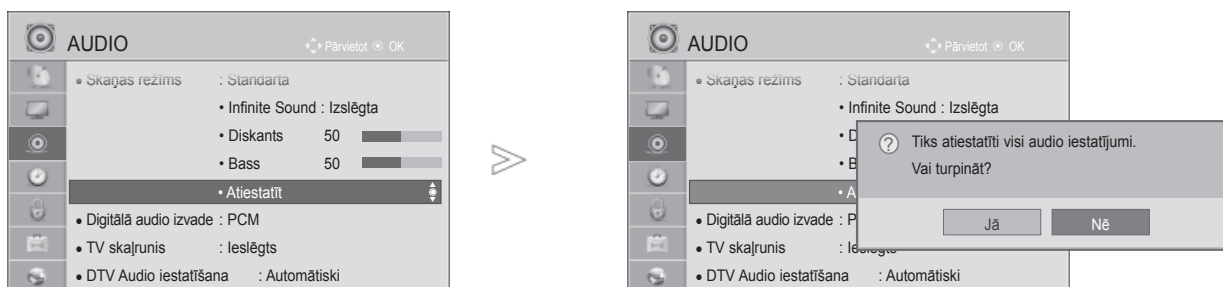 AUDIO
Pārvietot OK
• Skaņas režīms : Standarta
• Infinite Sound : Izslēgta
• Diskants 50
• Bass 50
• Atiestatīt
• Digitālā audio izvade : PCM
• TV skaļrunis : Ieslēgts
• DTV Audio iestatīšana : Automātiski
AUDIO
Pārvietot OK
• Skaņas režīms : Standarta
• Infinite Sound : Izslēgta
• D
• B
• A
• Digitālā audio izvade : P
• TV skaļrunis
• DTV Audio iestatīšana : Automātiski
? Tiks atiestatīti visi audio iestatījumi.
Vai turpināt?
Jā Nē